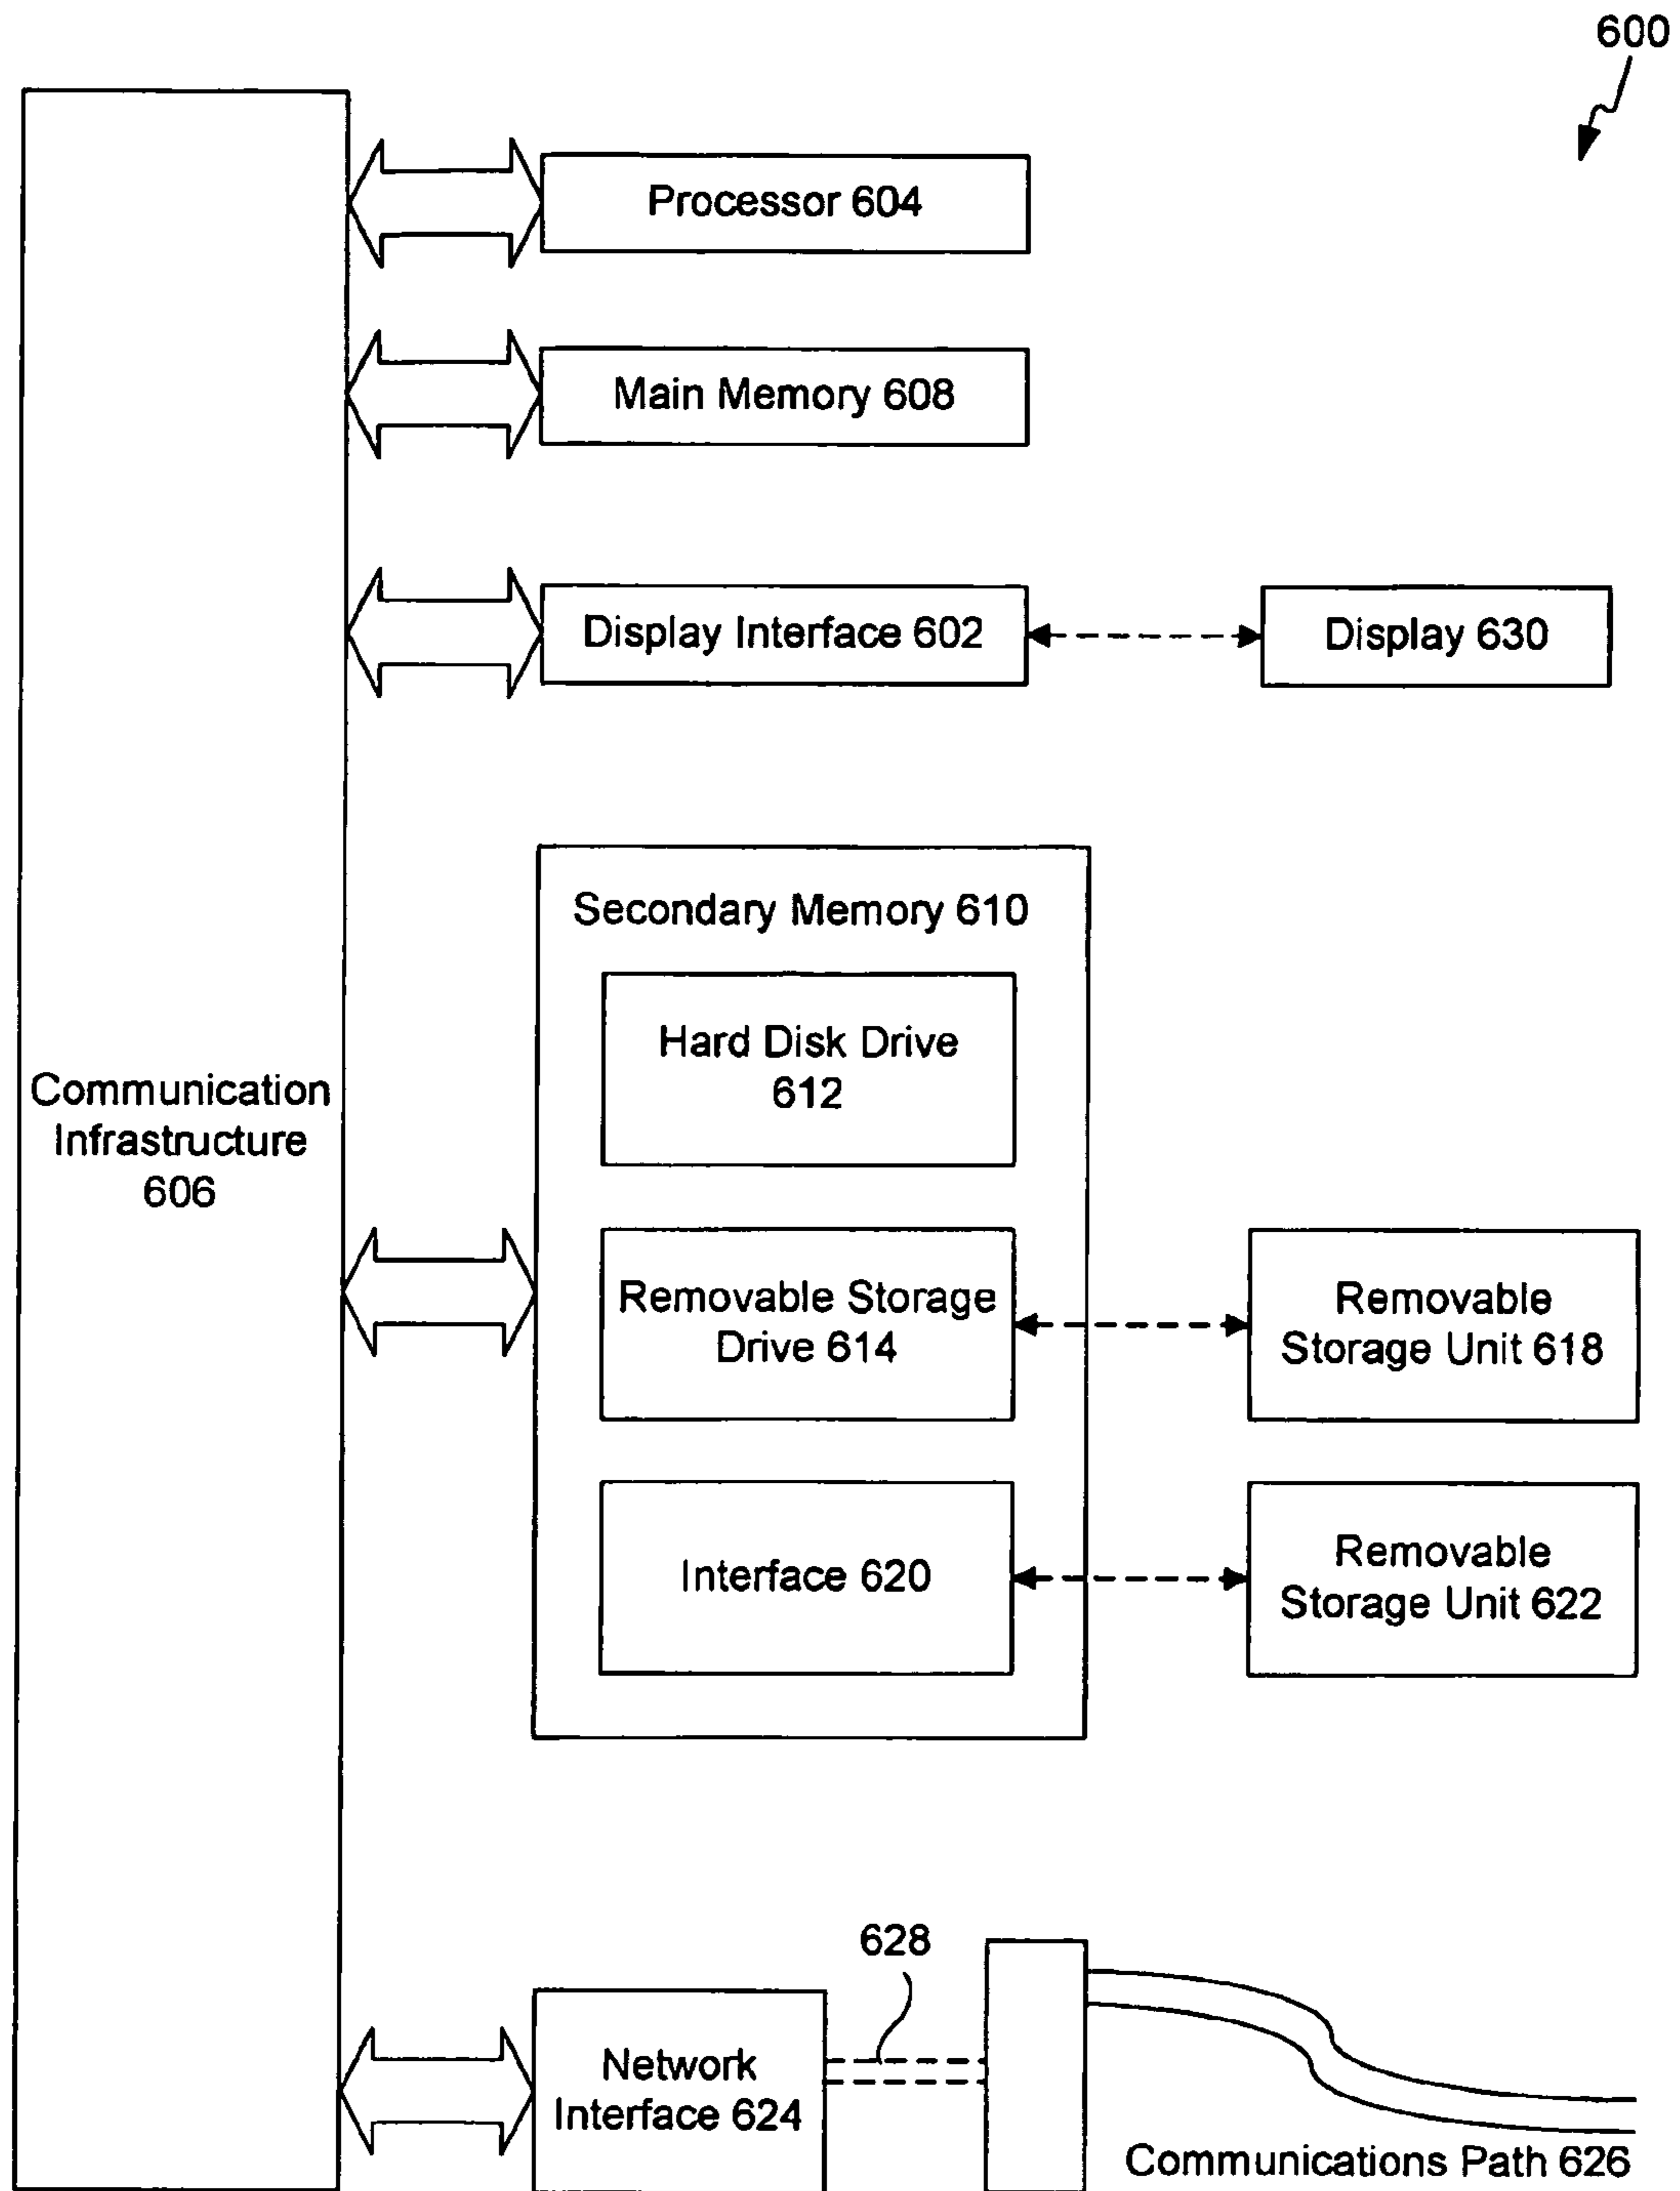 600
Processor 604
Main Memory 608
Display Interface 602
Display 630
Secondary Memory 610
Hard Disk Drive
612
Communication
Infrastructure
606
Removable Storage
Drive 614
Removable
Storage Unit 618
Interface 620
Removable
Storage Unit 622
628
Network
Interface 624
Communications Path 626